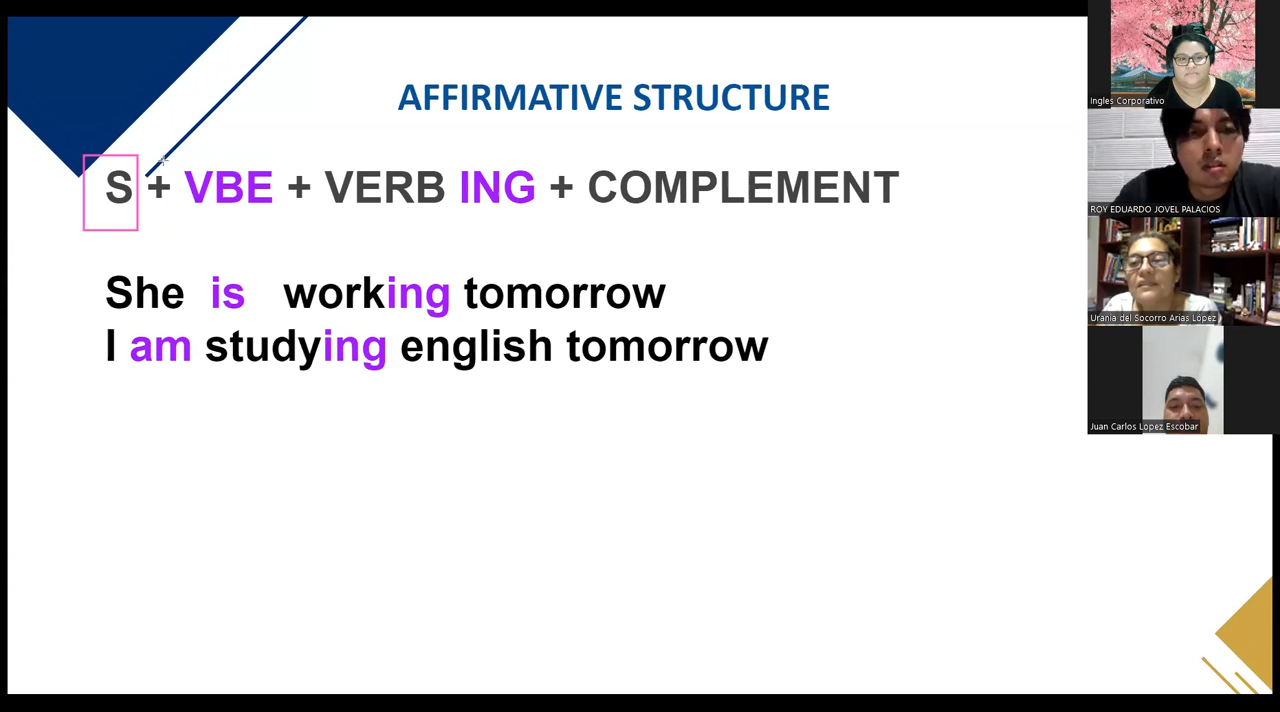 AFFIRMATIVE STRUCTURE
S + VBE + VERB ING + COMPLEMENT
She is working tomorrow
I am studying english tomorrow
Ingles Corporativo
ROY EDUARDO JOVEL PALACIOS
Urania del Socorro Arias López
Juan Carlos Lopez Escobar